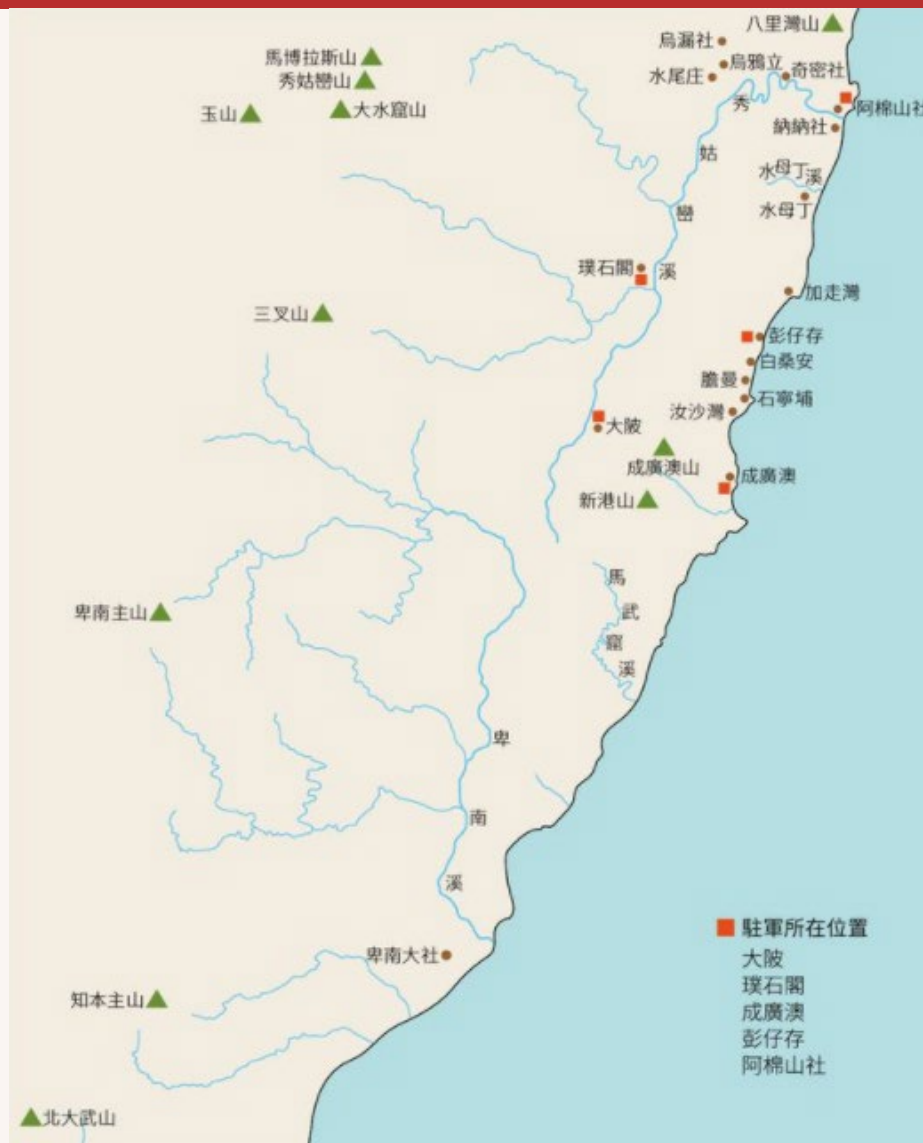 八里灣山
烏漏社
馬博拉斯山
烏鴉立
奇密社
秀姑巒山
水尾庄
玉山
大水窟山
阿棉山社
納納社
秀姑巒溪
水母丁溪
水母丁
璞石閣
加走灣
三叉山
彭仔存
白桑安
膽曼
石寧埔
汝沙灣
大陂
成廣澳山
成廣澳
新港山
馬武窟溪
卑南主山
卑南溪
卑南大社
知本主山
北大武山
駐軍所在位置
大陂
璞石閣
成廣澳
彭仔存
阿棉山社